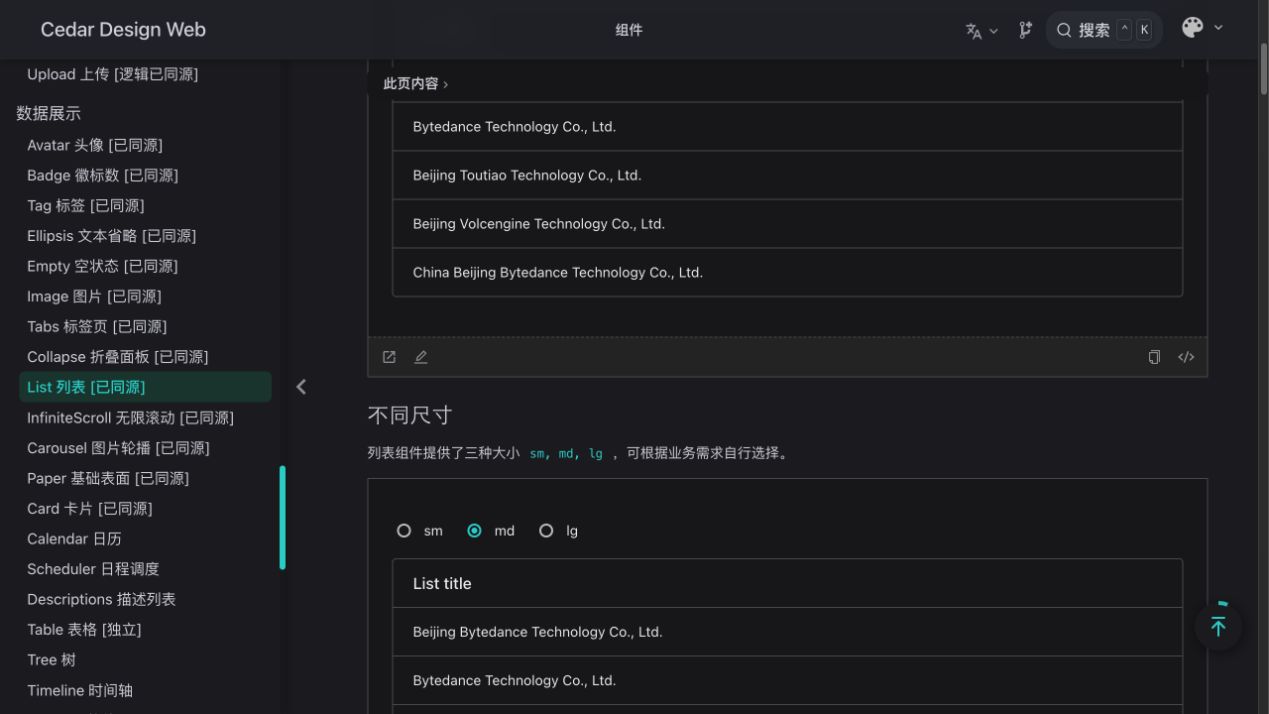 Cedar Design Web
组件
搜索 ^ K
Upload 上传 [逻辑已同源]
数据展示
Avatar 头像 [已同源]
Badge 徽标数 [已同源]
Tag 标签 [已同源]
Ellipsis 文本省略 [已同源]
Empty 空状态 [已同源]
Image 图片 [已同源]
Tabs 标签页 [已同源]
Collapse 折叠面板 [已同源]
List 列表 [已同源]
InfiniteScroll 无限滚动 [已同源]
Carousel 图片轮播 [已同源]
Paper 基础表面 [已同源]
Card 卡片 [已同源]
Calendar 日历
Scheduler 日程调度
Descriptions 描述列表
Table 表格 [独立]
Tree 树
Timeline 时间轴
此页内容 ›
Bytedance Technology Co., Ltd.
Beijing Toutiao Technology Co., Ltd.
Beijing Volcengine Technology Co., Ltd.
China Beijing Bytedance Technology Co., Ltd.
不同尺寸
列表组件提供了三种大小 sm, md, lg ，可根据业务需求自行选择。
sm md lg
List title
Beijing Bytedance Technology Co., Ltd.
Bytedance Technology Co., Ltd.